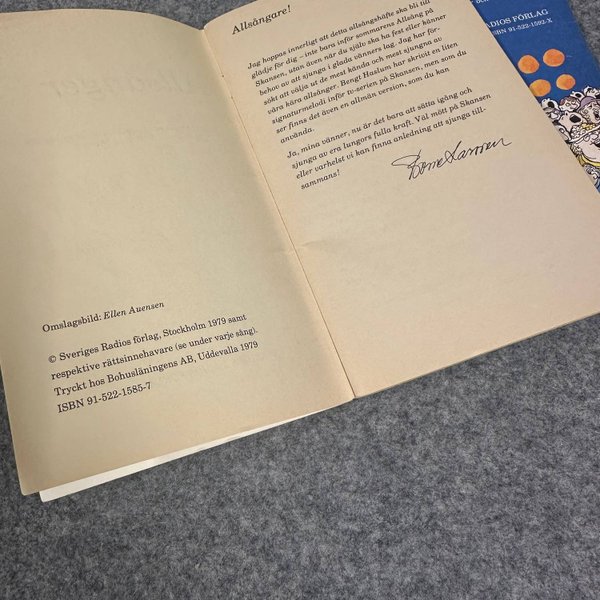 Omslagsbild: Ellen Auensen
© Sveriges Radios förlag, Stockholm 1979 samt
respektive rättsinnehavare (se under varje sång).
Tryckt hos Bohusläningens AB, Uddevalla 1979
ISBN 91-522-1585-7
Allsångare!
Jag hoppas innerligt att detta allsångshäfte ska bli till
glädje för dig – inte bara inför sommarens Allsång på
Skansen, utan även när du själv ska ha fest eller känner
behov av att sjunga i glada vänners lag. Jag har för-
sökt att välja ut de mest kända och mest sjungna av
våra kära allsånger. Bengt Haslum har skrivit en liten
signaturmelodi inför tv-serien på Skansen, men som du
ser finns det även en allmän version, som du kan
använda.
Ja, mina vänner, nu är det bara att sätta igång och
sjunga av era lungors fulla kraft. Väl mött på Skansen
eller varhelst vi kan finna anledning att sjunga till-
sammans!
RADIOS FÖRLAG
ISBN 91-522-1592-X